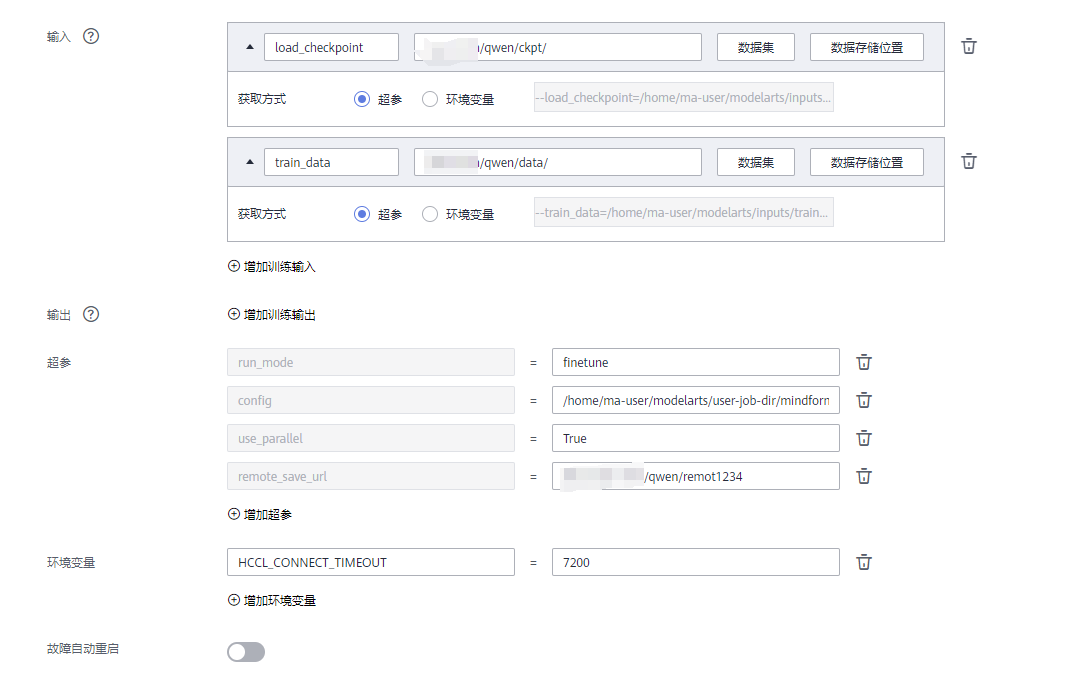 输入 ?
load_checkpoint /qwen/ckpt/ 数据集 数据存储位置
获取方式 超参 环境变量 --load_checkpoint=/home/ma-user/modelarts/inputs...
train_data /qwen/data/ 数据集 数据存储位置
获取方式 超参 环境变量 --train_data=/home/ma-user/modelarts/inputs/train...
增加训练输入
输出 ? 增加训练输出
超参 run_mode = finetune
config = /home/ma-user/modelarts/user-job-dir/mindforn
use_parallel = True
remote_save_url = /qwen/remot1234
增加超参
环境变量 HCCL_CONNECT_TIMEOUT = 7200
增加环境变量
故障自动重启